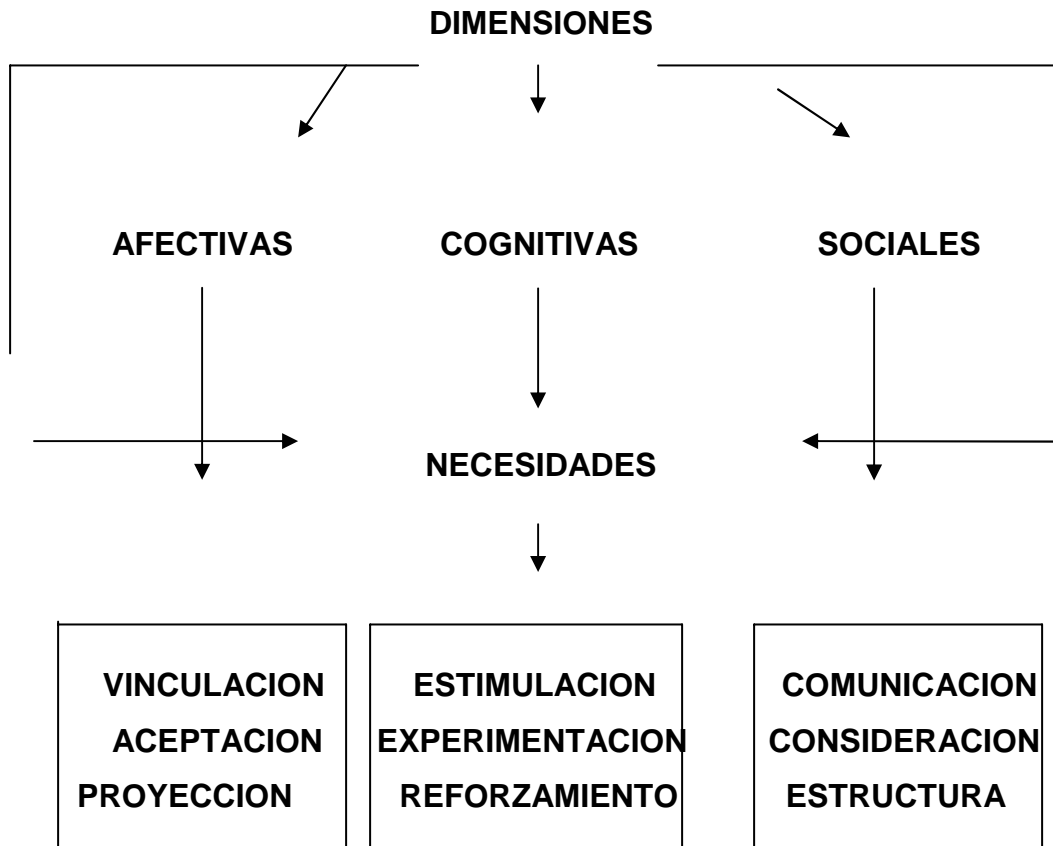 DIMENSIONES
AFECTIVAS COGNITIVAS SOCIALES
NECESIDADES
VINCULACION
ACEPTACION
PROYECCION
ESTIMULACION
EXPERIMENTACION
REFORZAMIENTO
COMUNICACION
CONSIDERACION
ESTRUCTURA